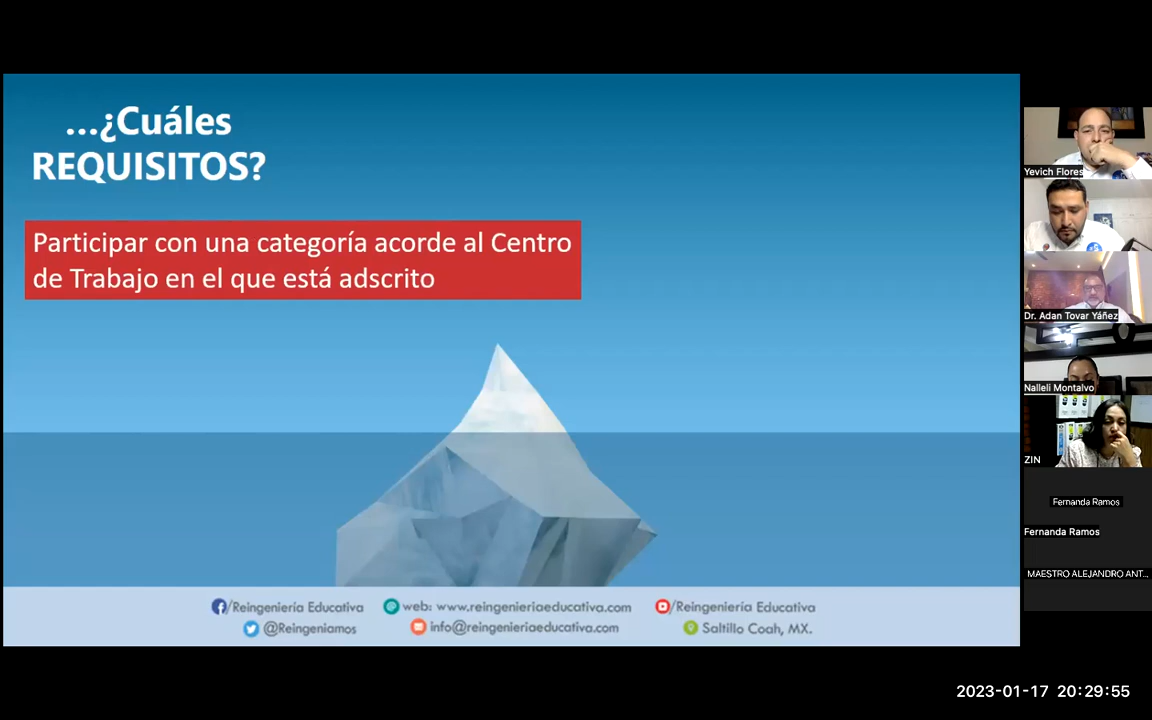 ...¿Cuáles
REQUISITOS?
Participar con una categoría acorde al Centro
de Trabajo en el que está adscrito
/Reingeniería Educativa
web: www.reingenieriaeducativa.com
/Reingeniería Educativa
@Reingeniamos
info@reingenieriaeducativa.com
Saltillo Coah, MX.
Yevich Flores
Dr. Adan Tovar Yáñez
Nalleli Montalvo
ZIN
Fernanda Ramos
Fernanda Ramos
MAESTRO ALEJANDRO ANT...
2023-01-17 20:29:55